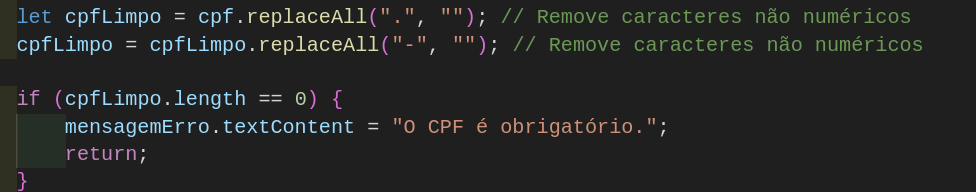 let cpfLimpo = cpf.replaceAll(".", ""); // Remove caracteres não numéricos
cpfLimpo = cpfLimpo.replaceAll("-", ""); // Remove caracteres não numéricos
if (cpfLimpo.length == 0) {
mensagemErro.textContent = "O CPF é obrigatório.";
return;
}